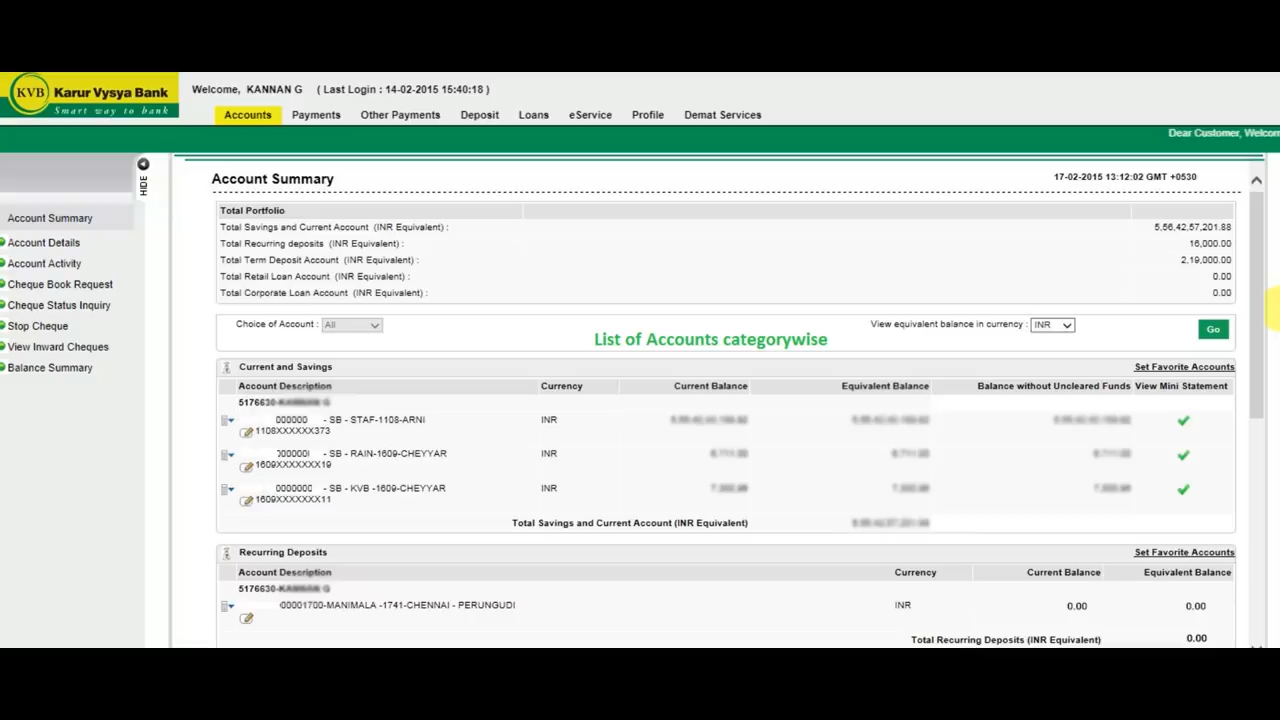 KVB Karur Vysya Bank
Smart way to bank
Welcome, KANNAN G ( Last Login : 14-02-2015 15:40:18 )
Accounts Payments Other Payments Deposit Loans eService Profile Demat Services
Dear Customer, Welcom
HIDE
Account Summary
Account Details
Account Activity
Cheque Book Request
Cheque Status Inquiry
Stop Cheque
View Inward Cheques
Balance Summary
Account Summary 17-02-2015 13:12:02 GMT +0530
Total Portfolio
Total Savings and Current Account (INR Equivalent) : 5,56,42,57,201.88
Total Recurring deposits (INR Equivalent) : 16,000.00
Total Term Deposit Account (INR Equivalent) : 2,19,000.00
Total Retail Loan Account (INR Equivalent) : 0.00
Total Corporate Loan Account (INR Equivalent) : 0.00
Choice of Account : All View equivalent balance in currency : INR Go
List of Accounts categorywise
Current and Savings Set Favorite Accounts
Account Description Currency Current Balance Equivalent Balance Balance without Uncleared Funds View Mini Statement
5176630-
000000 - SB - STAF-1108-ARNI INR
1108XXXXXX373
000000 - SB - RAIN-1609-CHEYYAR INR
1609XXXXXXX19
0000000 - SB - KVB -1609-CHEYYAR INR
1609XXXXXXX11
Total Savings and Current Account (INR Equivalent)
Recurring Deposits Set Favorite Accounts
Account Description Currency Current Balance Equivalent Balance
5176630-
00001700-MANIMALA -1741-CHENNAI - PERUNGUDI INR 0.00 0.00
Total Recurring Deposits (INR Equivalent) 0.00